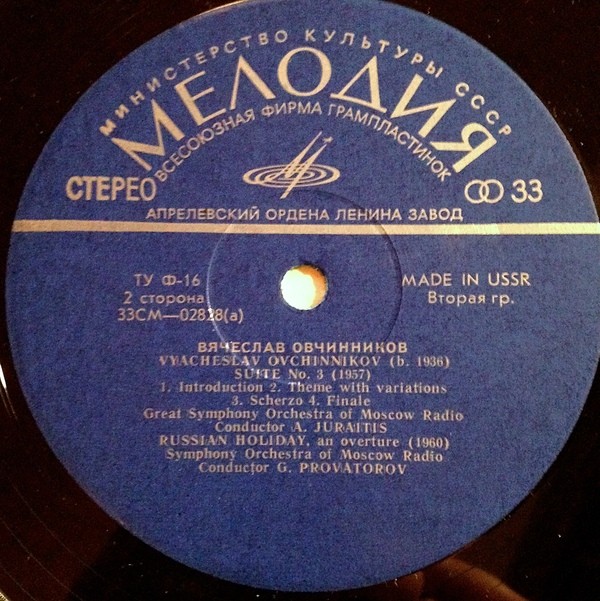 МИНИСТЕРСТВО КУЛЬТУРЫ СССР
МЕЛОДИЯ
ВСЕСОЮЗНАЯ ФИРМА ГРАМПЛАСТИНОК
СТЕРЕО
33
АПРЕЛЕВСКИЙ ОРДЕНА ЛЕНИНА ЗАВОД
ТУ Ф-16
2 сторона
33СМ—02828(а)
MADE IN USSR
Вторая гр.
ВЯЧЕСЛАВ ОВЧИННИКОВ
VYACHESLAV OVCHINNIKOV (b. 1936)
SUITE No. 3 (1957)
1. Introduction 2. Theme with variations
3. Scherzo 4. Finale
Great Symphony Orchestra of Moscow Radio
Conductor A. JURAITIS
RUSSIAN HOLIDAY, an overture (1960)
Symphony Orchestra of Moscow Radio
Conductor G. PROVATOROV